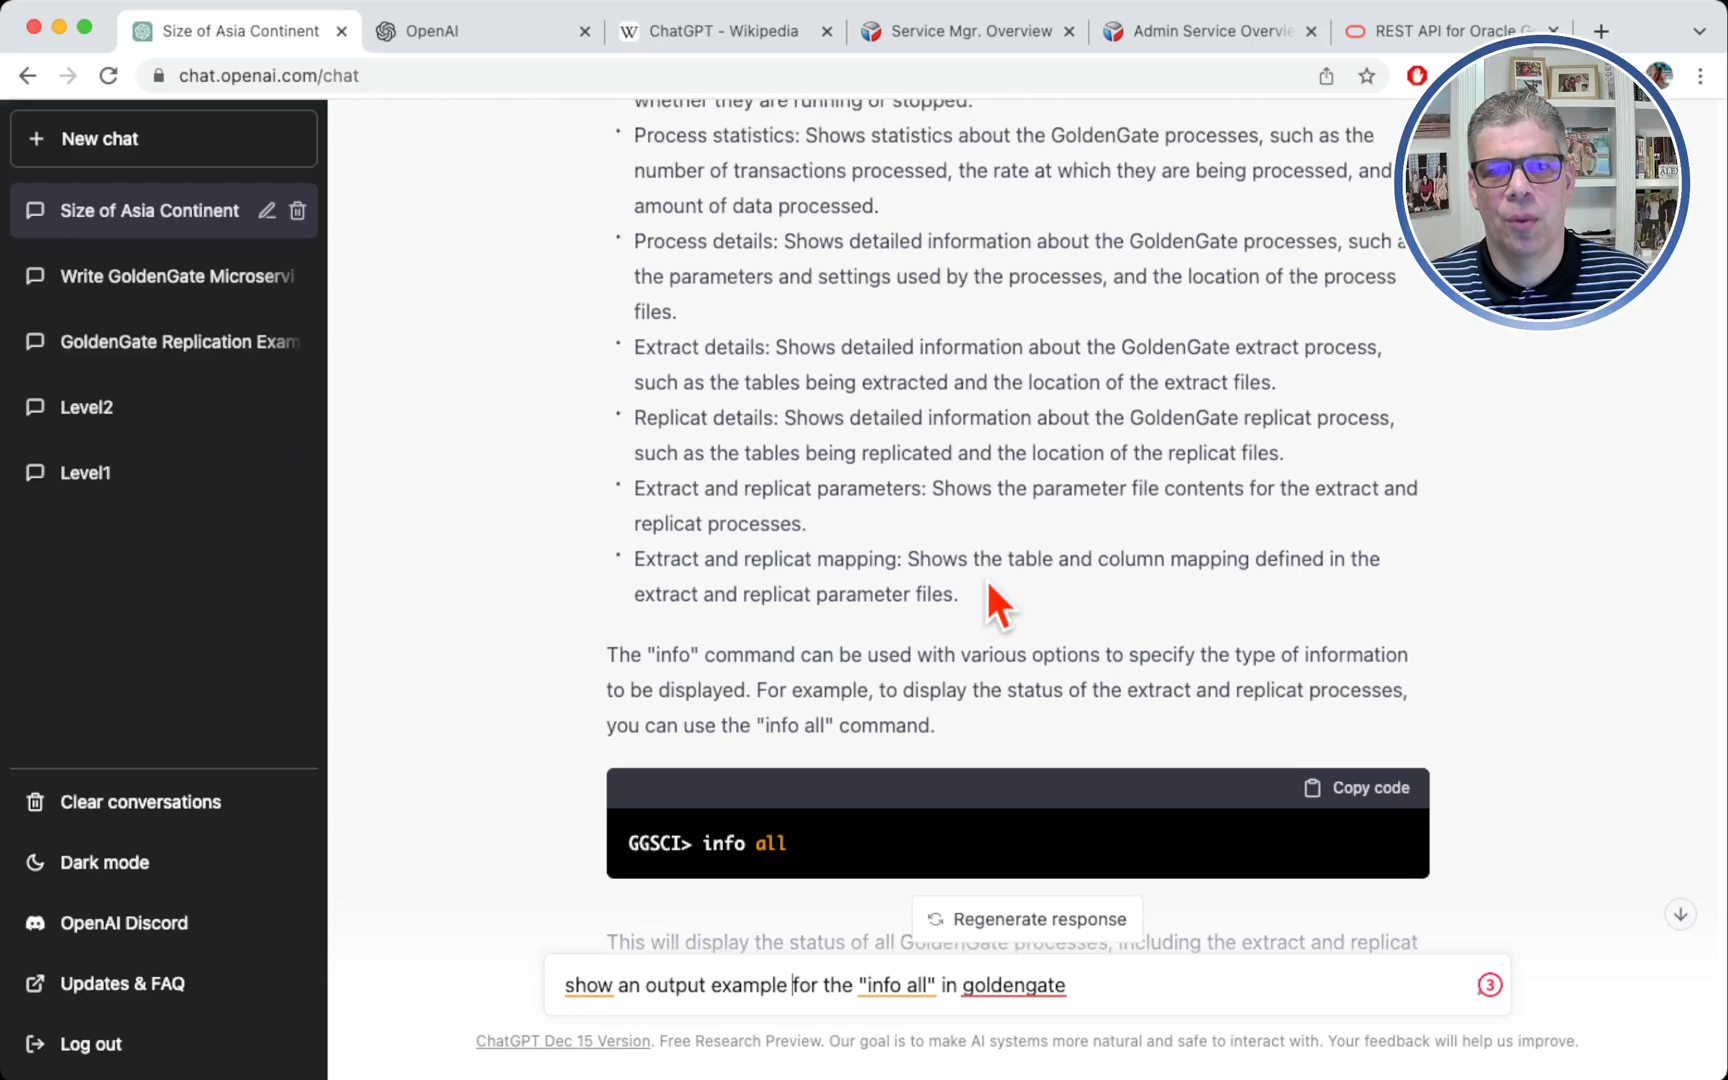 Size of Asia Continent
OpenAI
W ChatGPT - Wikipedia
Service Mgr. Overview
Admin Service Overvie
REST API for Oracle G
chat.openai.com/chat
New chat
Size of Asia Continent
Write GoldenGate Microservi
GoldenGate Replication Exam
Level2
Level1
Clear conversations
Dark mode
OpenAI Discord
Updates & FAQ
Log out
whether they are running or stopped.
• Process statistics: Shows statistics about the GoldenGate processes, such as the
number of transactions processed, the rate at which they are being processed, and
amount of data processed.
• Process details: Shows detailed information about the GoldenGate processes, such a
the parameters and settings used by the processes, and the location of the process
files.
• Extract details: Shows detailed information about the GoldenGate extract process,
such as the tables being extracted and the location of the extract files.
• Replicat details: Shows detailed information about the GoldenGate replicat process,
such as the tables being replicated and the location of the replicat files.
• Extract and replicat parameters: Shows the parameter file contents for the extract and
replicat processes.
• Extract and replicat mapping: Shows the table and column mapping defined in the
extract and replicat parameter files.
The "info" command can be used with various options to specify the type of information
to be displayed. For example, to display the status of the extract and replicat processes,
you can use the "info all" command.
Copy code
GGSCI> info all
Regenerate response
This will display the status of all GoldenGate processes, including the extract and replicat
show an output example for the "info all" in goldengate
3
ChatGPT Dec 15 Version. Free Research Preview. Our goal is to make AI systems more natural and safe to interact with. Your feedback will help us improve.